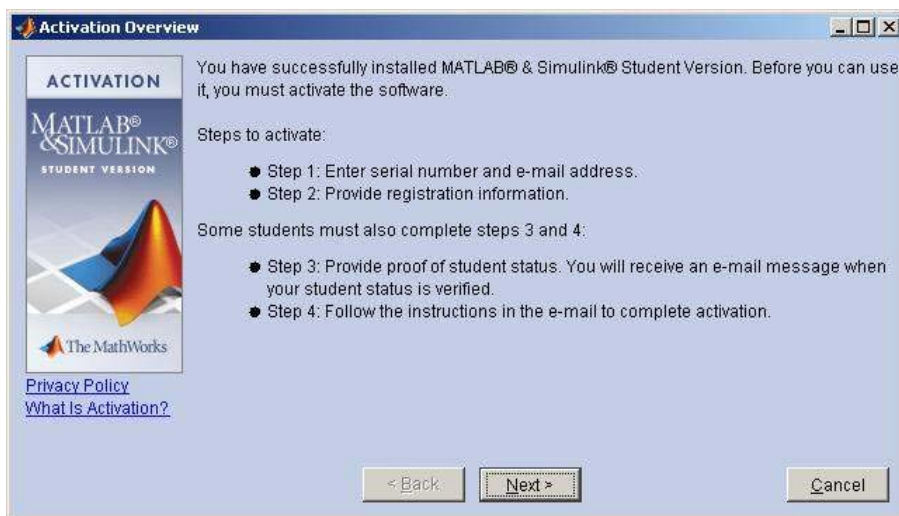 Activation Overview
ACTIVATION
MATLAB®
&SIMULINK®
STUDENT VERSION
The MathWorks
Privacy Policy
What Is Activation?
You have successfully installed MATLAB® & Simulink® Student Version. Before you can use
it, you must activate the software.
Steps to activate:
● Step 1: Enter serial number and e-mail address.
● Step 2: Provide registration information.
Some students must also complete steps 3 and 4:
● Step 3: Provide proof of student status. You will receive an e-mail message when
your student status is verified.
● Step 4: Follow the instructions in the e-mail to complete activation.
< Back
Next >
Cancel